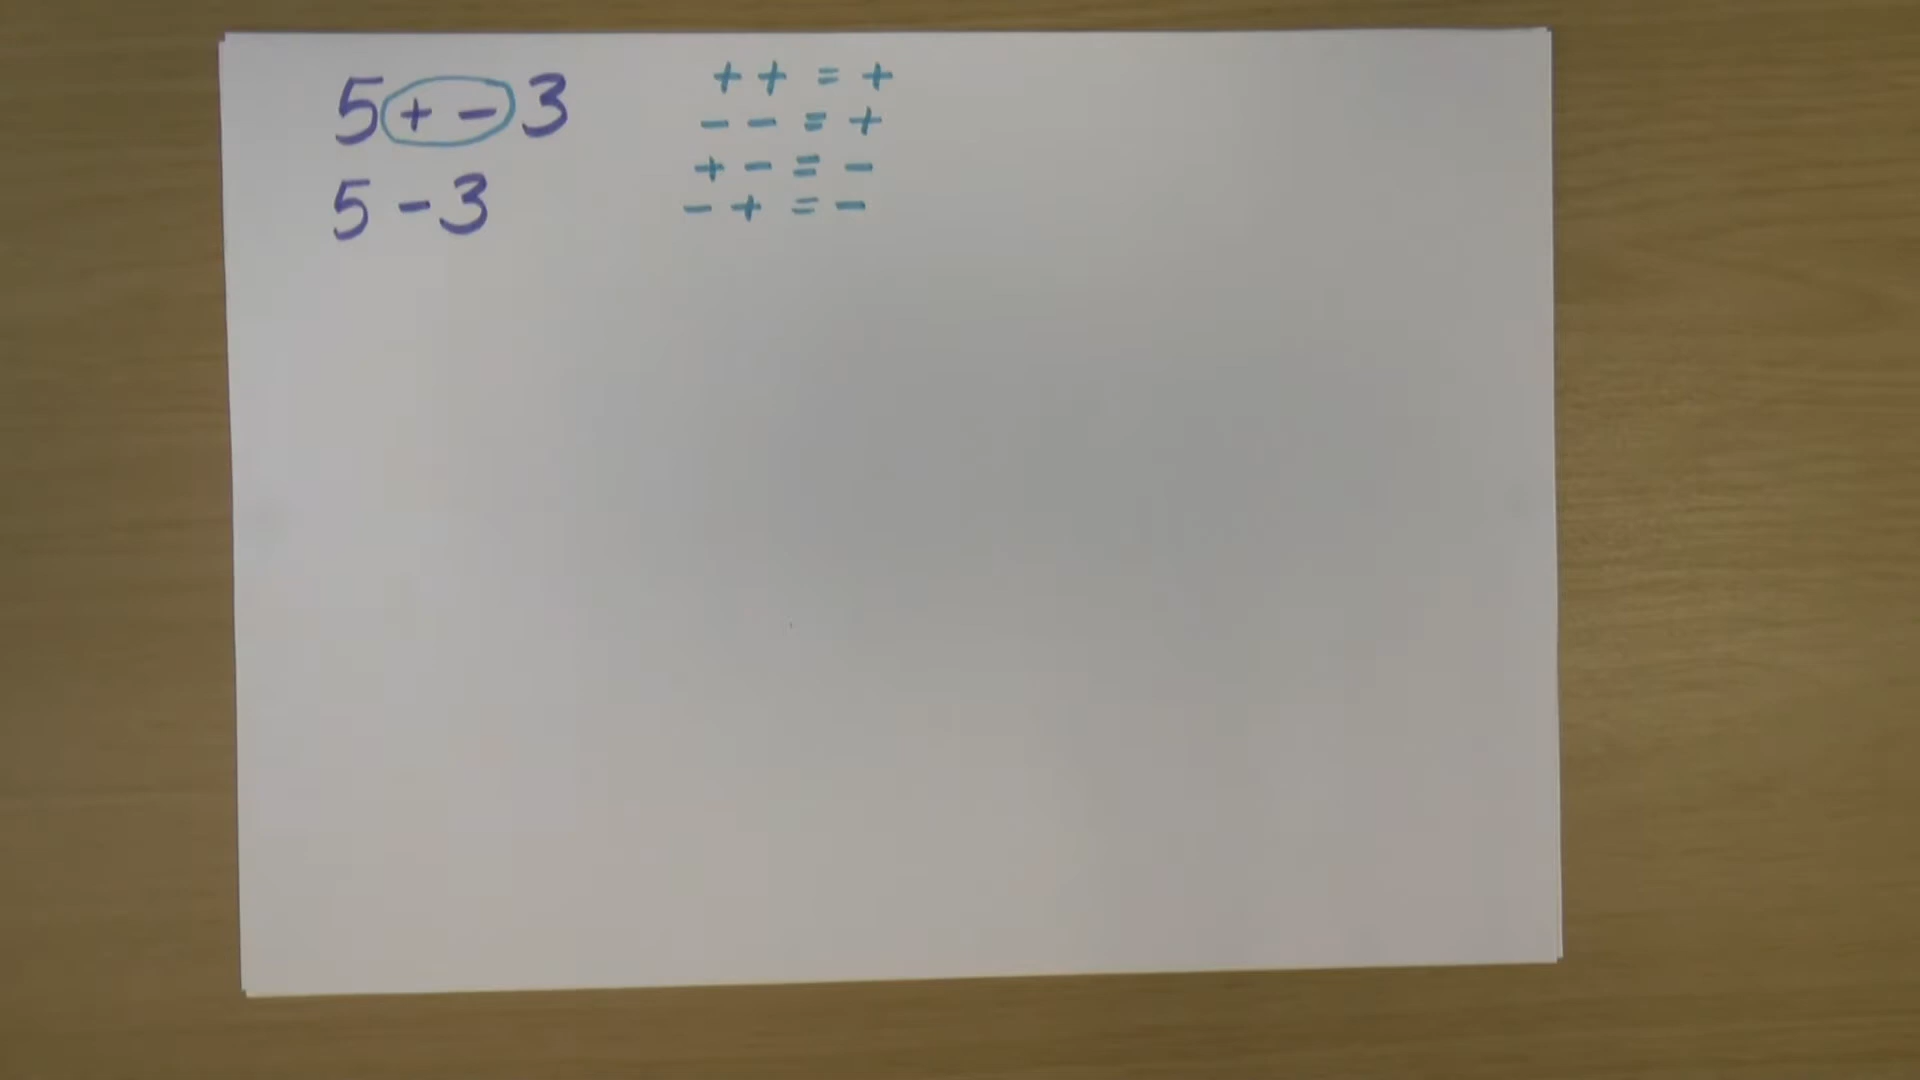 5 + - 3
5 - 3
+ + = +
- - = +
+ - = -
- + = -